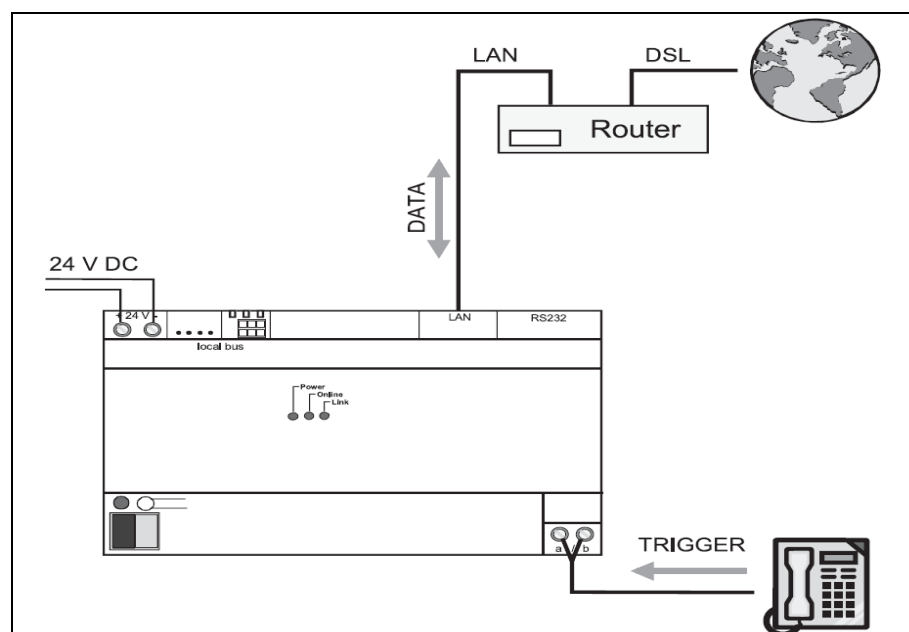 LAN
DSL
Router
DATA
24 V DC
+ 24 V -
LAN
RS232
local bus
Power
Online
Link
a / b
TRIGGER